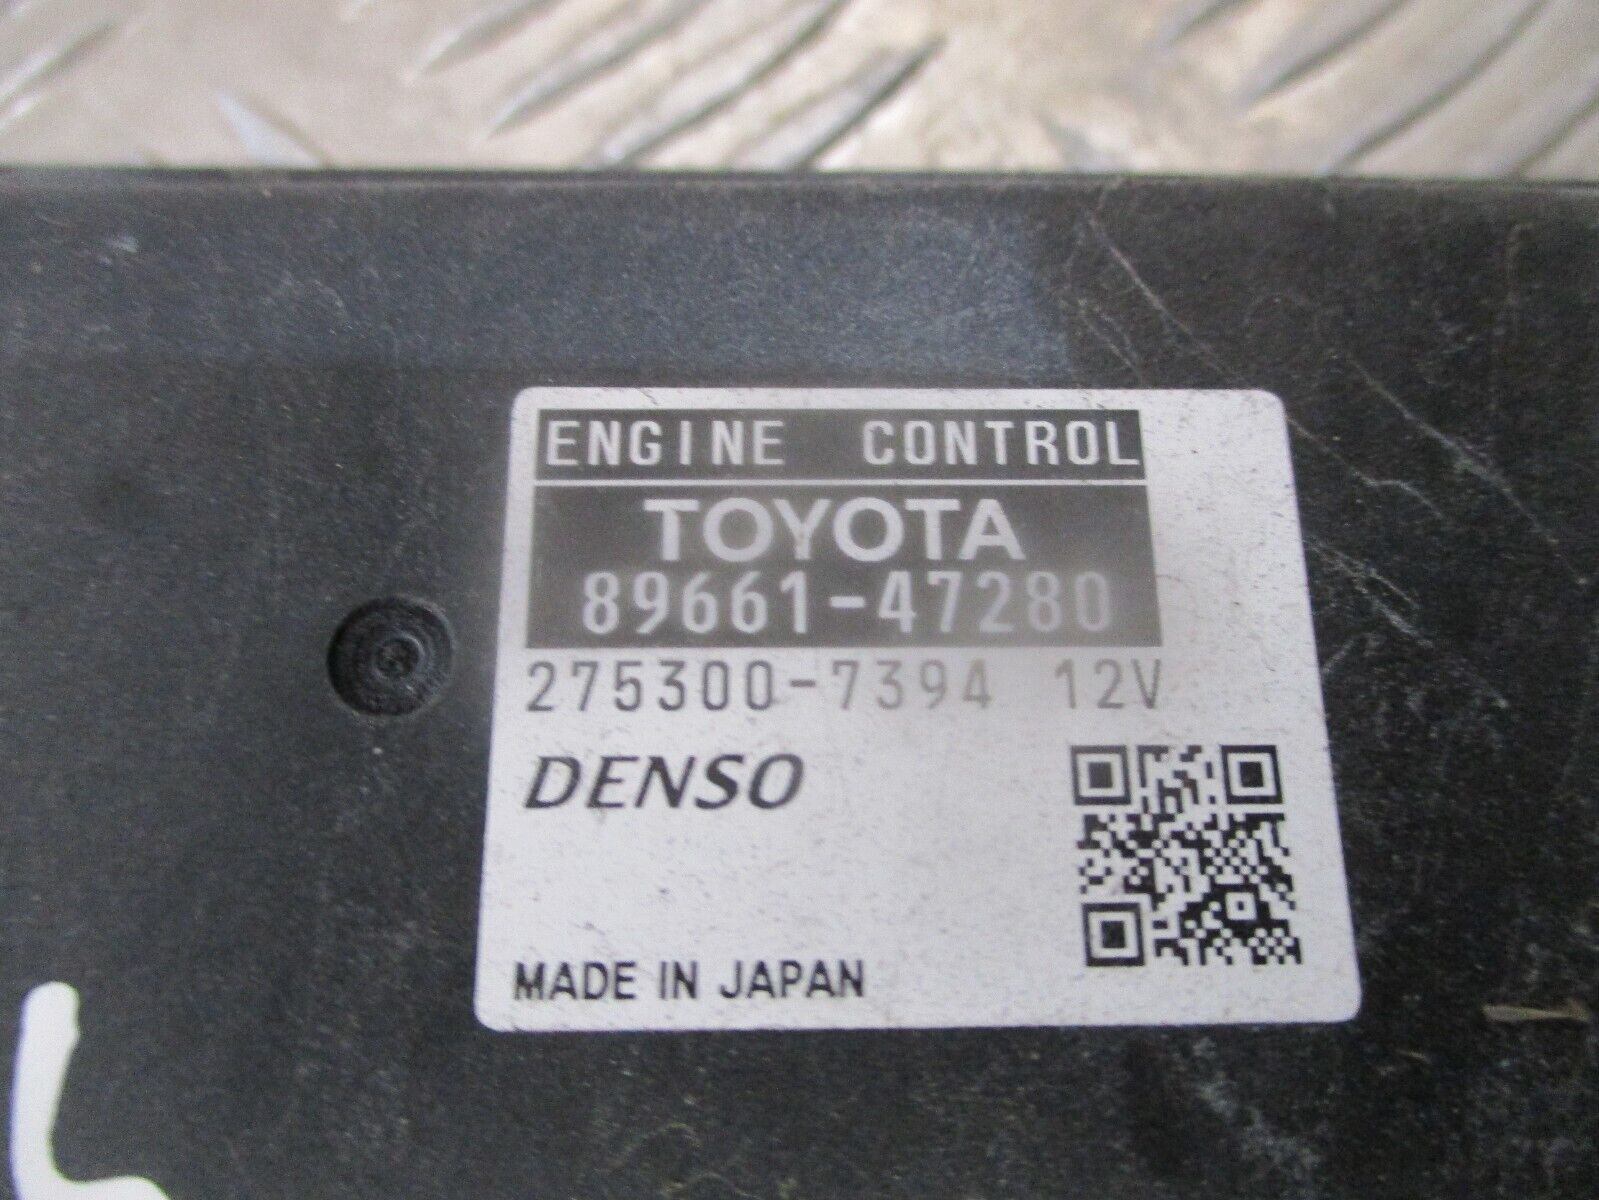 ENGINE CONTROL
TOYOTA
89661-47280
275300-7394 12V
DENSO
MADE IN JAPAN